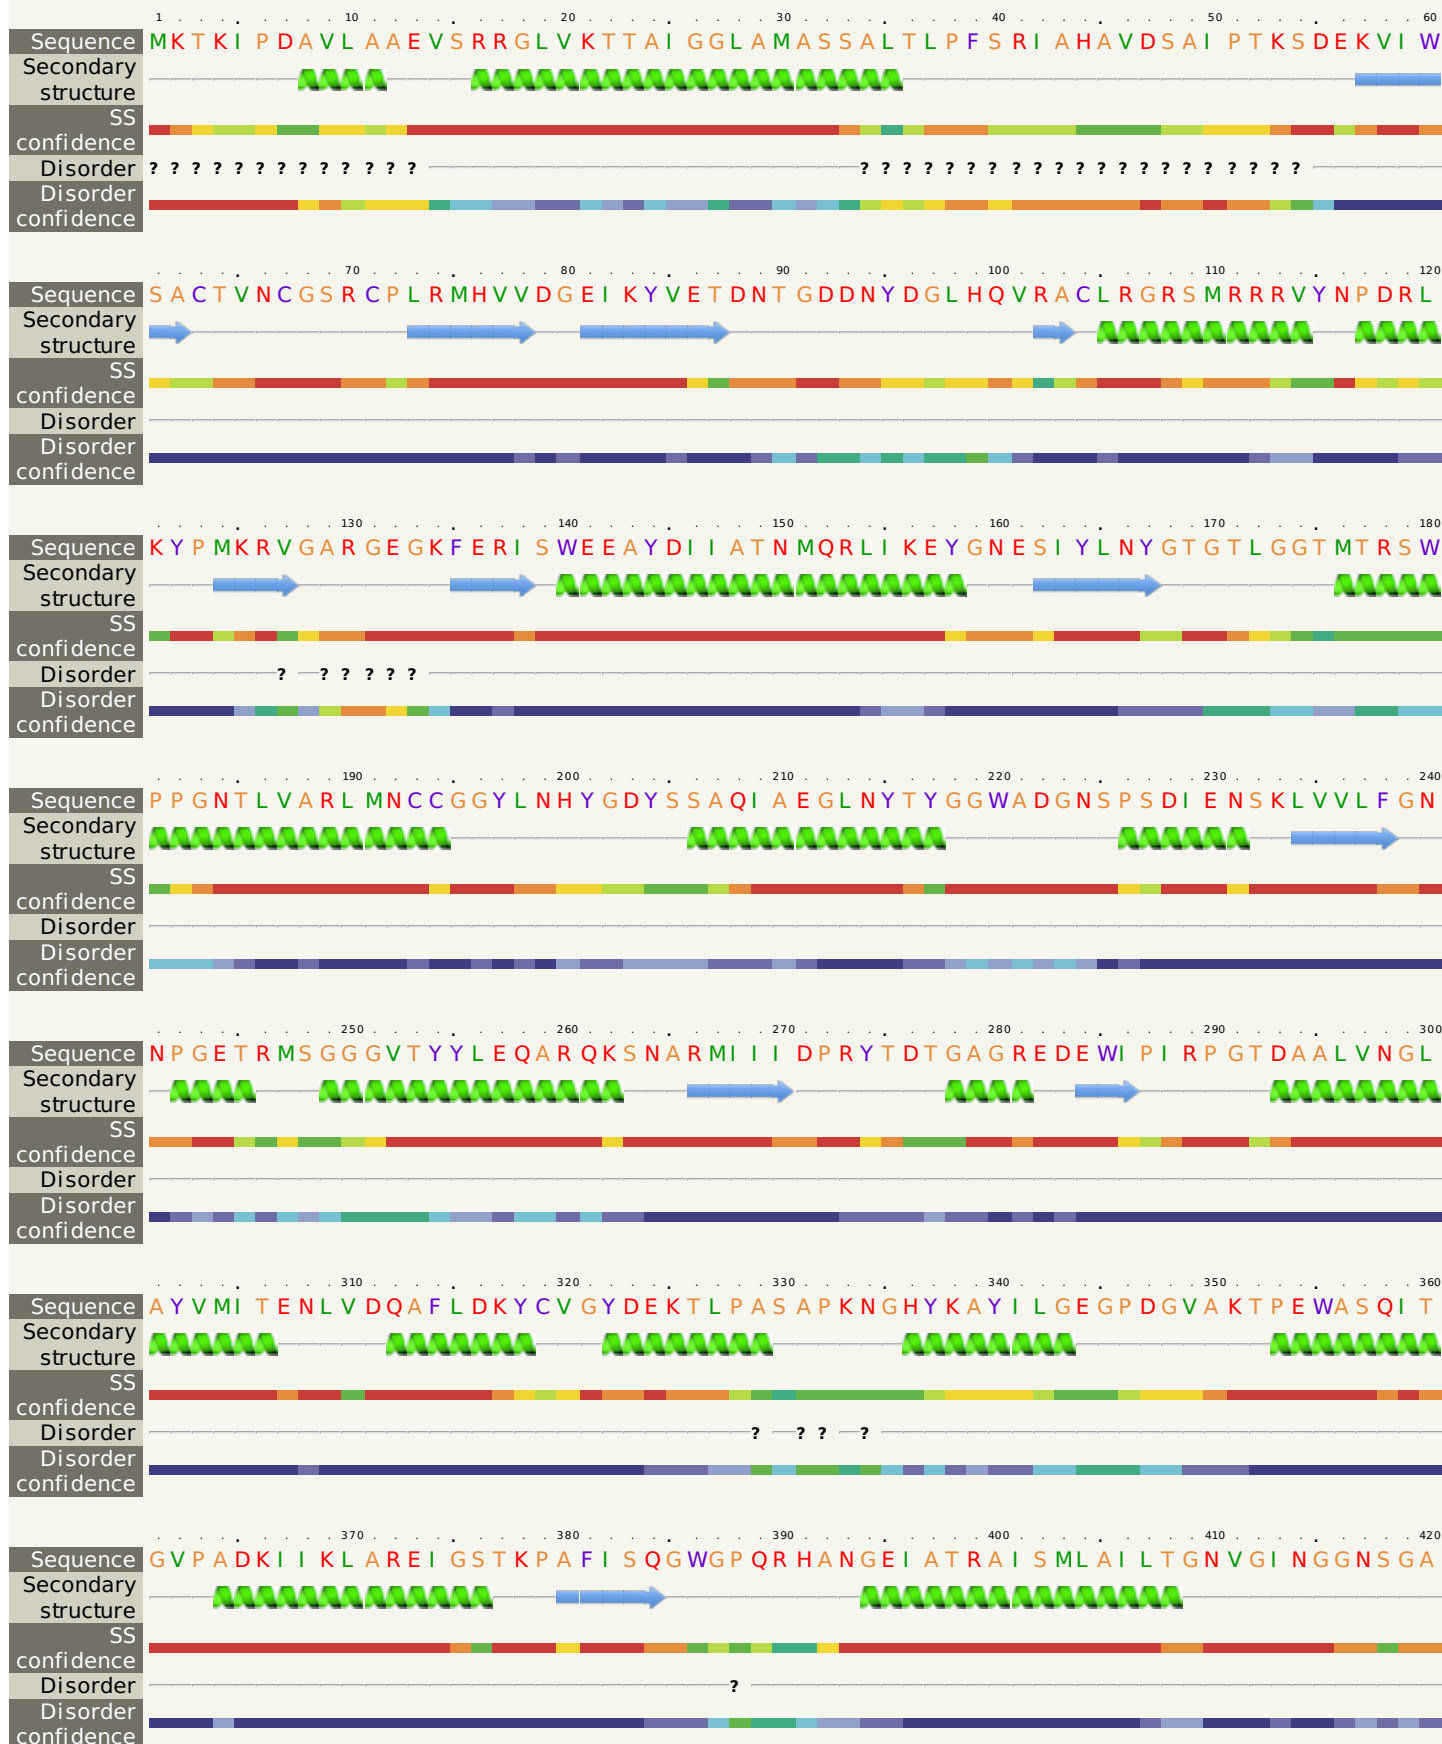 1 10 20 30 40 50 60
Sequence M K T K I P D A V L A A E V S R R G L V K T T A I G G L A M A S S A L T L P F S R I A H A V D S A I P T K S D E K V I W
Secondary
structure
SS
confidence
Disorder ? ? ? ? ? ? ? ? ? ? ? ? ? ? ? ? ? ? ? ? ? ? ? ? ? ? ? ? ? ? ? ? ? ?
Disorder
confidence
70 80 90 100 110 120
Sequence S A C T V N C G S R C P L R M H V V D G E I K Y V E T D N T G D D N Y D G L H Q V R A C L R G R S M R R R V Y N P D R L
Secondary
structure
SS
confidence
Disorder
Disorder
confidence
130 140 150 160 170 180
Sequence K Y P M K R V G A R G E G K F E R I S W E E A Y D I I A T N M Q R L I K E Y G N E S I Y L N Y G T G T L G G T M T R S W
Secondary
structure
SS
confidence
Disorder ? ? ? ? ? ?
Disorder
confidence
190 200 210 220 230 240
Sequence P P G N T L V A R L M N C C G G Y L N H Y G D Y S S A Q I A E G L N Y T Y G G W A D G N S P S D I E N S K L V V L F G N
Secondary
structure
SS
confidence
Disorder
Disorder
confidence
250 260 270 280 290 300
Sequence N P G E T R M S G G G V T Y Y L E Q A R Q K S N A R M I I I D P R Y T D T G A G R E D E W I P I R P G T D A A L V N G L
Secondary
structure
SS
confidence
Disorder
Disorder
confidence
310 320 330 340 350 360
Sequence A Y V M I T E N L V D Q A F L D K Y C V G Y D E K T L P A S A P K N G H Y K A Y I L G E G P D G V A K T P E W A S Q I T
Secondary
structure
SS
confidence
Disorder ? ? ? ?
Disorder
confidence
370 380 390 400 410 420
Sequence G V P A D K I I K L A R E I G S T K P A F I S Q G W G P Q R H A N G E I A T R A I S M L A I L T G N V G I N G G N S G A
Secondary
structure
SS
confidence
Disorder ?
Disorder
confidence